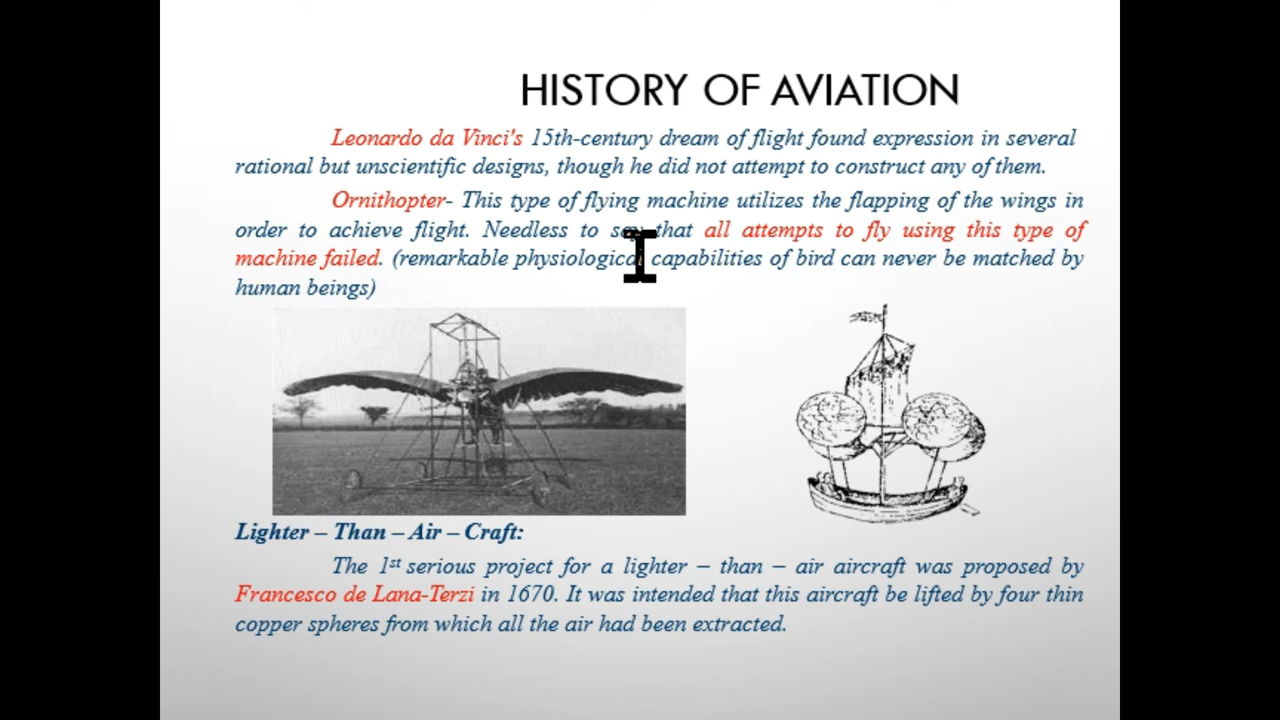 HISTORY OF AVIATION
Leonardo da Vinci's 15th-century dream of flight found expression in several
rational but unscientific designs, though he did not attempt to construct any of them.
Ornithopter- This type of flying machine utilizes the flapping of the wings in
order to achieve flight. Needless to say that all attempts to fly using this type of
machine failed. (remarkable physiological capabilities of bird can never be matched by
human beings)
Lighter – Than – Air – Craft:
The 1st serious project for a lighter – than – air aircraft was proposed by
Francesco de Lana-Terzi in 1670. It was intended that this aircraft be lifted by four thin
copper spheres from which all the air had been extracted.